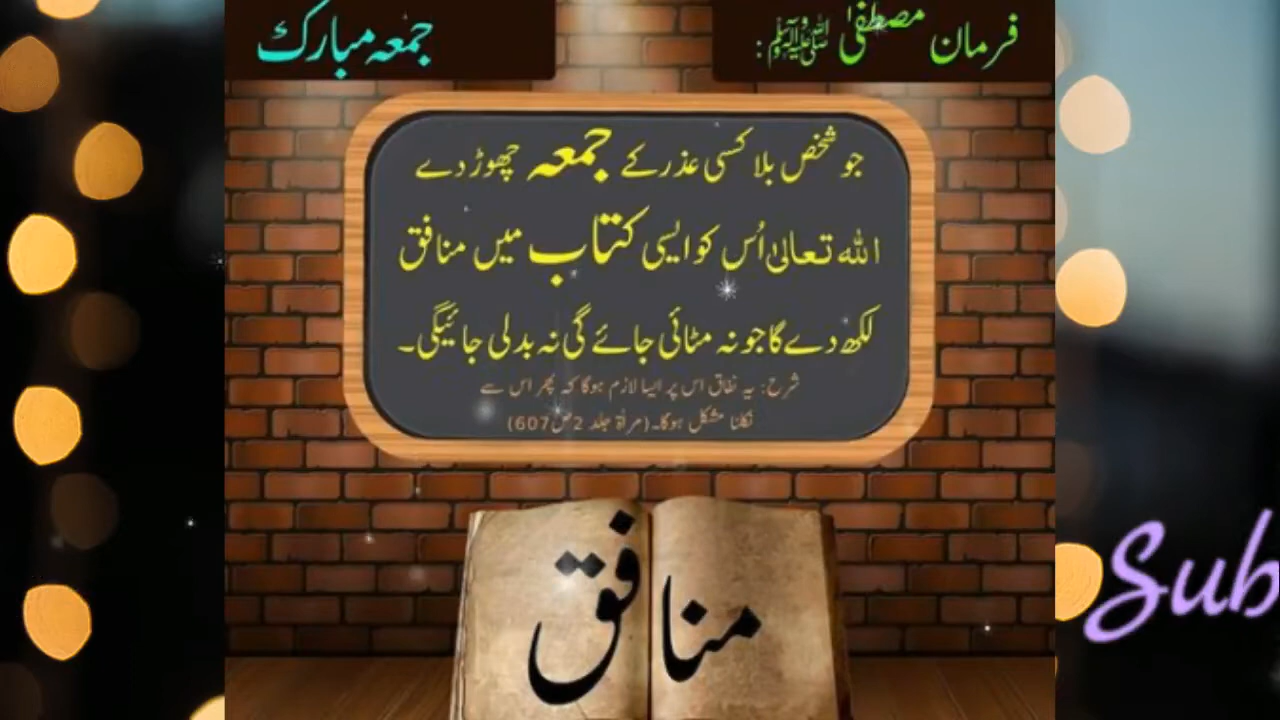 فرمان مصطفیٰ ﷺ:
جمعہ مبارک
جو شخص بلا کسی عذر کے جمعہ چھوڑ دے
اللہ تعالیٰ اُس کو ایسی کتاب میں منافق
لکھ دے گا جو نہ مٹائی جائے گی نہ بدلی جائیگی۔
شرح: یہ نفاق اس پر ایسا لازم ہوگا کہ پھر اس سے
نکلنا مشکل ہوگا۔ (مرأۃ جلد 2 ص 607)
منافق
Sub